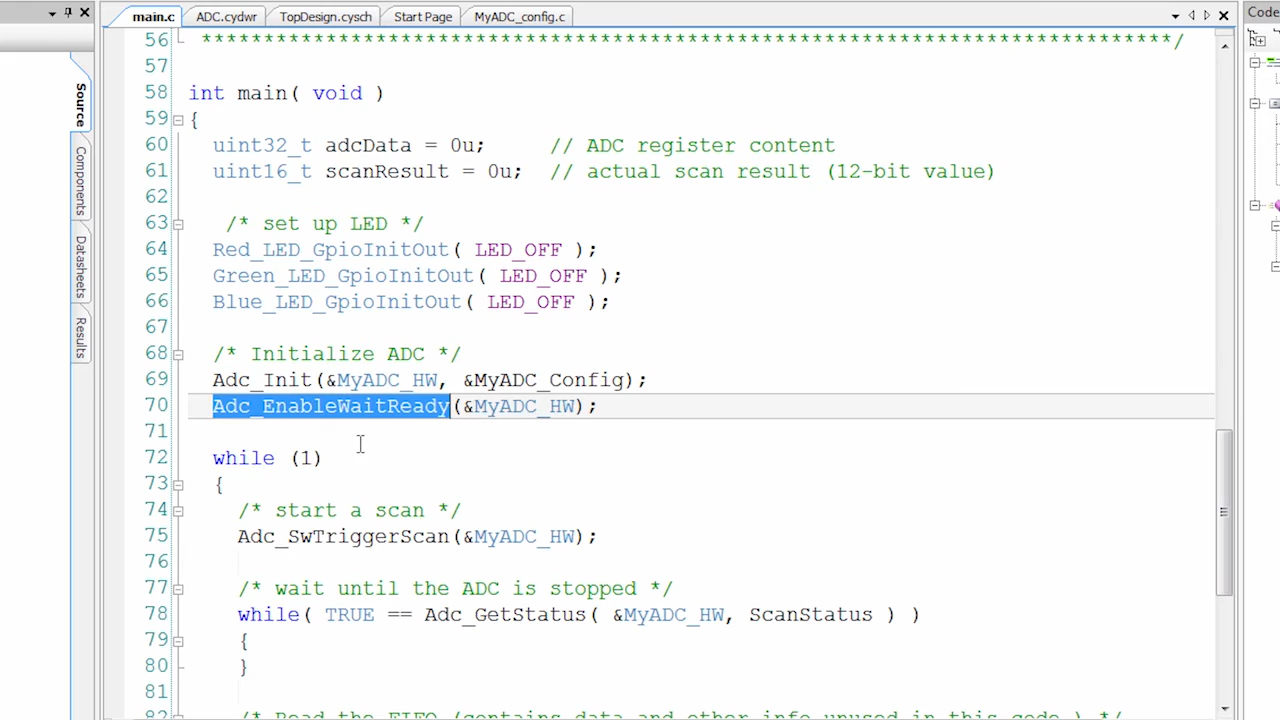 main.c ADC.cydwr TopDesign.cysch Start Page MyADC_config.c
Code
Source
Components
Datasheets
Results
56 ******************************************************************************/
57
58 int main( void )
59 {
60 uint32_t adcData = 0u; // ADC register content
61 uint16_t scanResult = 0u; // actual scan result (12-bit value)
62
63 /* set up LED */
64 Red_LED_GpioInitOut( LED_OFF );
65 Green_LED_GpioInitOut( LED_OFF );
66 Blue_LED_GpioInitOut( LED_OFF );
67
68 /* Initialize ADC */
69 Adc_Init(&MyADC_HW, &MyADC_Config);
70 Adc_EnableWaitReady(&MyADC_HW);
71
72 while (1)
73 {
74 /* start a scan */
75 Adc_SwTriggerScan(&MyADC_HW);
76
77 /* wait until the ADC is stopped */
78 while( TRUE == Adc_GetStatus( &MyADC_HW, ScanStatus ) )
79 {
80 }
81
82 /* Read the FIFO (contains data and other info unused in this code ) */